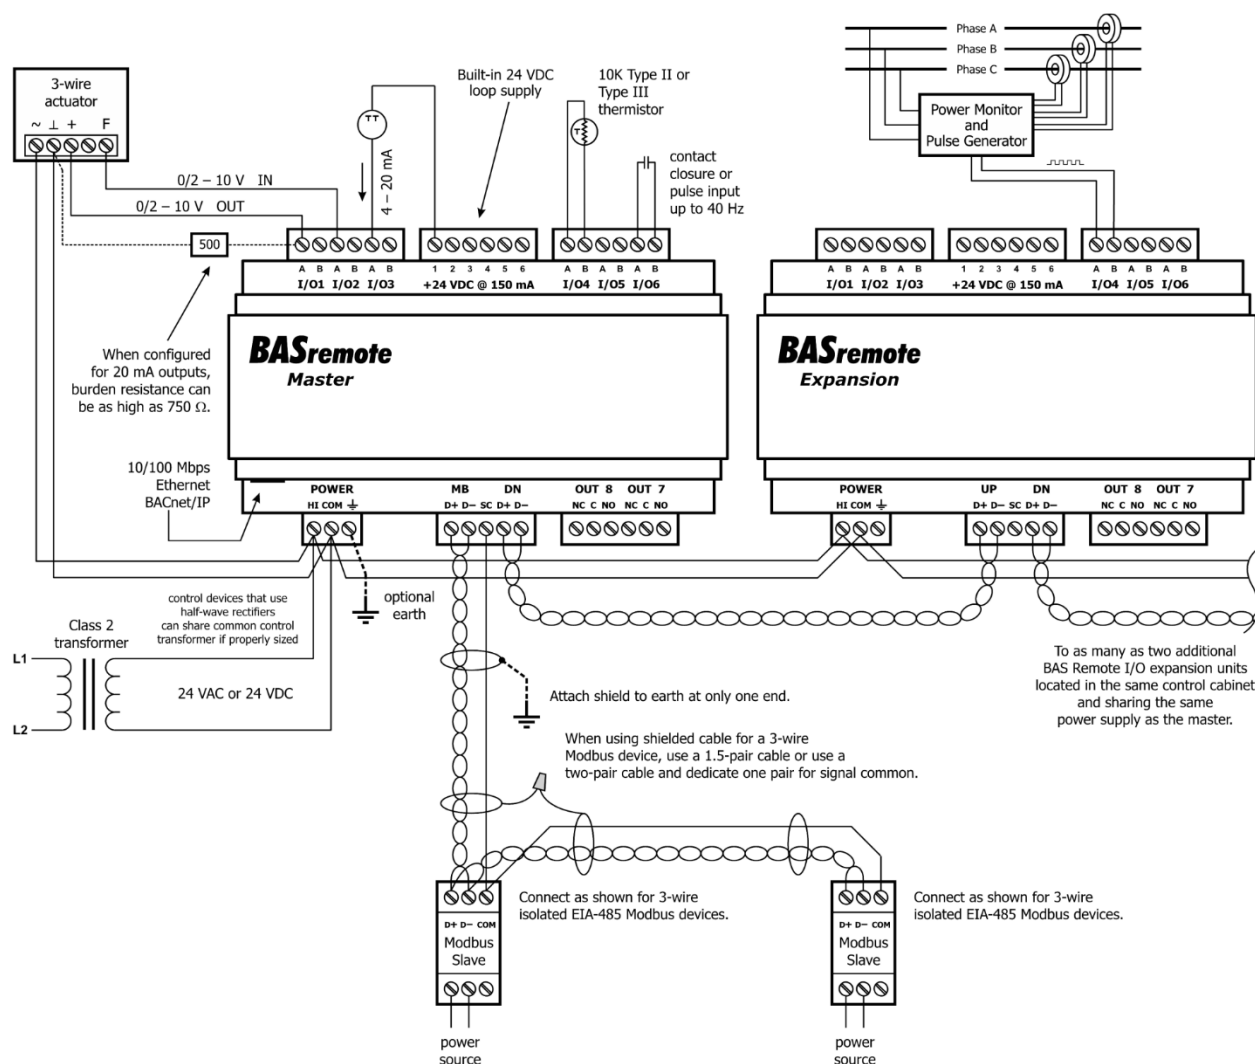 Phase A
Phase B
Phase C
Power Monitor
and
Pulse Generator
3-wire
actuator
~ ⊥ + F
0/2 – 10 V IN
0/2 – 10 V OUT
500
4 – 20 mA
Built-in 24 VDC
loop supply
10K Type II or
Type III
thermistor
T
contact
closure or
pulse input
up to 40 Hz
A B A B A B
I/O1 I/O2 I/O3
1 2 3 4 5 6
+24 VDC @ 150 mA
A B A B A B
I/O4 I/O5 I/O6
A B A B A B
I/O1 I/O2 I/O3
1 2 3 4 5 6
+24 VDC @ 150 mA
A B A B A B
I/O4 I/O5 I/O6
When configured
for 20 mA outputs,
burden resistance can
be as high as 750 Ω.
BASremote
Master
BASremote
Expansion
10/100 Mbps
Ethernet
BACnet/IP
POWER
HI COM
MB DN
D+ D– SC D+ D–
OUT 8 OUT 7
NC C NO NC C NO
POWER
HI COM
UP DN
D+ D– SC D+ D–
OUT 8 OUT 7
NC C NO NC C NO
control devices that use
half-wave rectifiers
can share common control
transformer if properly sized
optional
earth
Class 2
transformer
L1
L2
24 VAC or 24 VDC
To as many as two additional
BAS Remote I/O expansion units
located in the same control cabinet
and sharing the same
power supply as the master.
Attach shield to earth at only one end.
When using shielded cable for a 3-wire
Modbus device, use a 1.5-pair cable or use a
two-pair cable and dedicate one pair for signal common.
D+ D– COM
Modbus
Slave
Connect as shown for 3-wire
isolated EIA-485 Modbus devices.
power
source
D+ D– COM
Modbus
Slave
Connect as shown for 3-wire
isolated EIA-485 Modbus devices.
power
source